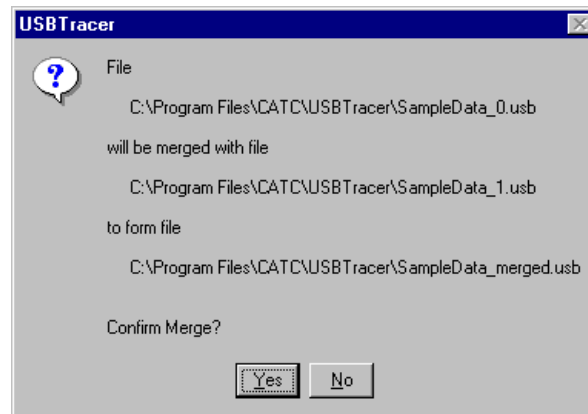 USBTracer
File
C:\Program Files\CATC\USBTracer\SampleData_0.usb
will be merged with file
C:\Program Files\CATC\USBTracer\SampleData_1.usb
to form file
C:\Program Files\CATC\USBTracer\SampleData_merged.usb
Confirm Merge?
Yes No